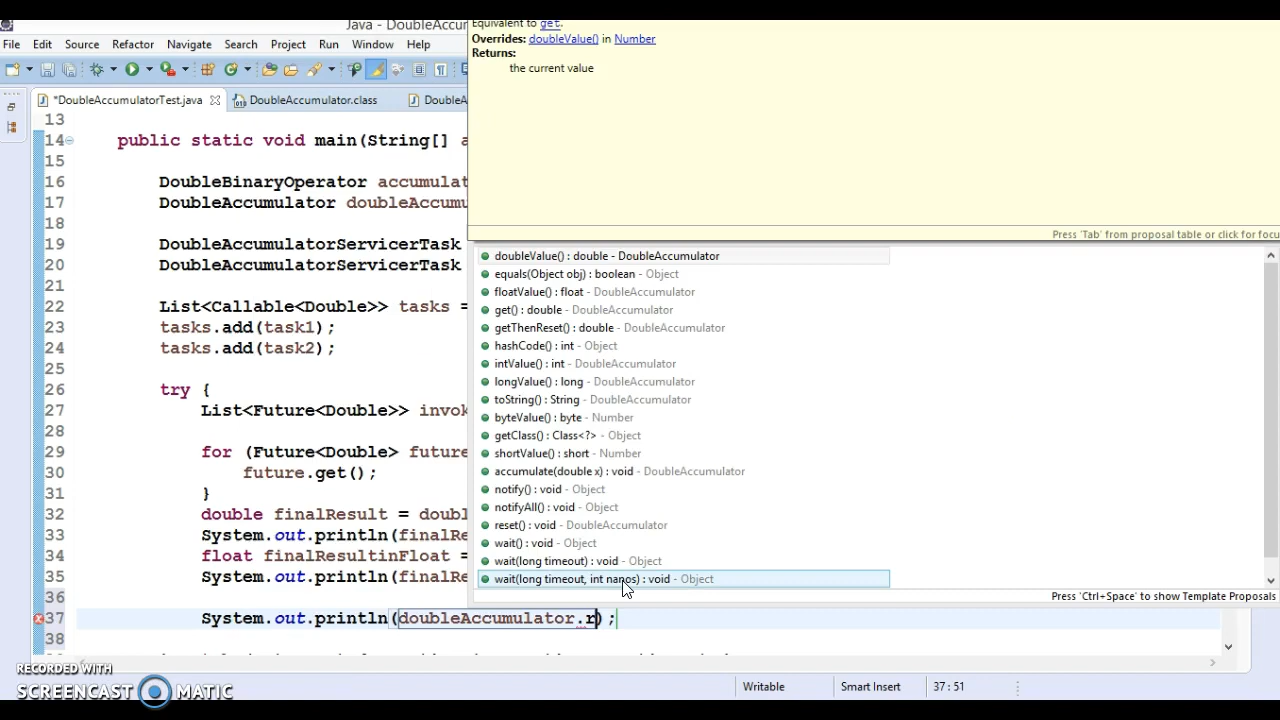 Java - DoubleAccum
Equivalent to get.
File Edit Source Refactor Navigate Search Project Run Window Help
Overrides: doubleValue() in Number
Returns:
the current value
*DoubleAccumulatorTest.java DoubleAccumulator.class DoubleA
13
14 public static void main(String[] a
15
16 DoubleBinaryOperator accumulat
17 DoubleAccumulator doubleAccumu
18
19 DoubleAccumulatorServicerTask
20 DoubleAccumulatorServicerTask
21
22 List<Callable<Double>> tasks =
23 tasks.add(task1);
24 tasks.add(task2);
25
26 try {
27 List<Future<Double>> invok
28
29 for (Future<Double> future
30 future.get();
31 }
32 double finalResult = doubl
33 System.out.println(finalRe
34 float finalResultinFloat =
35 System.out.println(finalRe
36
37 System.out.println(doubleAccumulator.r);
38
Press 'Tab' from proposal table or click for focu
doubleValue() : double - DoubleAccumulator
equals(Object obj) : boolean - Object
floatValue() : float - DoubleAccumulator
get() : double - DoubleAccumulator
getThenReset() : double - DoubleAccumulator
hashCode() : int - Object
intValue() : int - DoubleAccumulator
longValue() : long - DoubleAccumulator
toString() : String - DoubleAccumulator
byteValue() : byte - Number
getClass() : Class<?> - Object
shortValue() : short - Number
accumulate(double x) : void - DoubleAccumulator
notify() : void - Object
notifyAll() : void - Object
reset() : void - DoubleAccumulator
wait() : void - Object
wait(long timeout) : void - Object
wait(long timeout, int nanos) : void - Object
Press 'Ctrl+Space' to show Template Proposals
RECORDED WITH
SCREENCAST MATIC
Writable Smart Insert 37 : 51